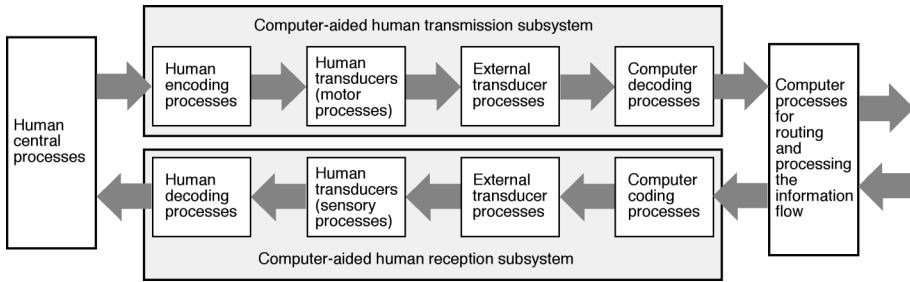 Computer-aided human transmission subsystem
Human
central
processes
Human
encoding
processes
Human
transducers
(motor
processes)
External
transducer
processes
Computer
decoding
processes
Computer
processes
for
routing
and
processing
the
information
flow
Human
decoding
processes
Human
transducers
(sensory
processes)
External
transducer
processes
Computer
coding
processes
Computer-aided human reception subsystem